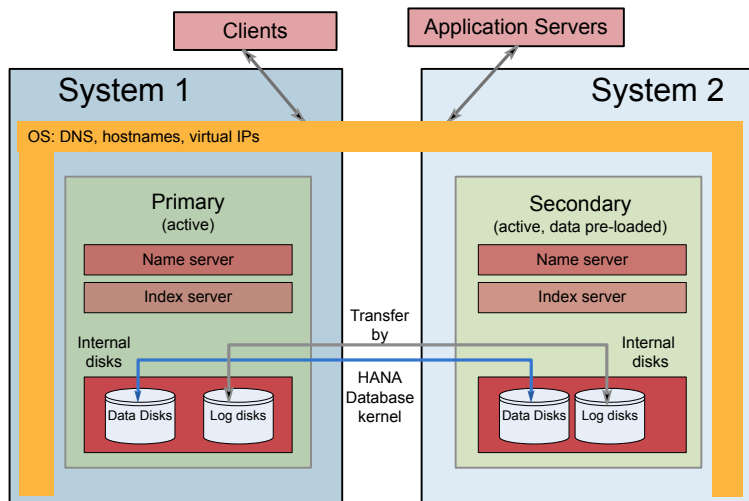 Clients
Application Servers
System 1
System 2
OS: DNS, hostnames, virtual IPs
Primary
(active)
Name server
Index server
Internal
disks
Data Disks
Log disks
Transfer
by
HANA
Database
kernel
Secondary
(active, data pre-loaded)
Name server
Index server
Internal
disks
Data Disks
Log disks